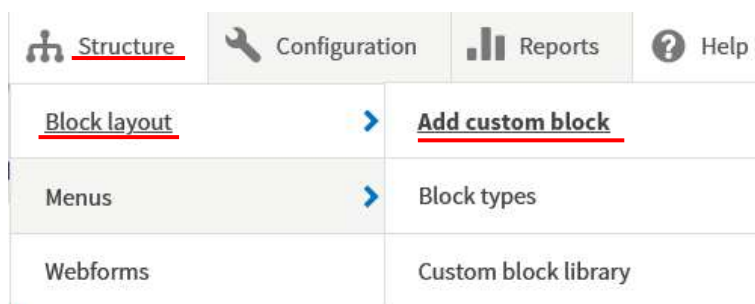 Structure Configuration Reports Help
Block layout Add custom block
Menus Block types
Webforms Custom block library